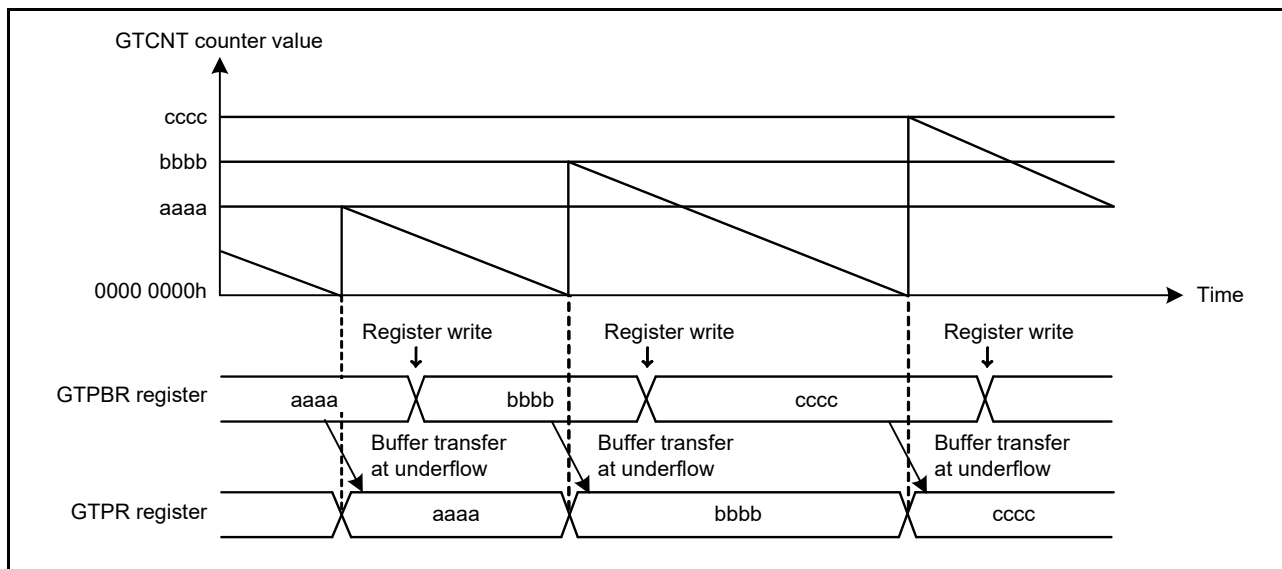 GTCNT counter value
cccc
bbbb
aaaa
0000 0000h
Time
Register write
Register write
Register write
GTPBR register
aaaa
bbbb
cccc
Buffer transfer
at underflow
Buffer transfer
at underflow
Buffer transfer
at underflow
GTPR register
aaaa
bbbb
cccc